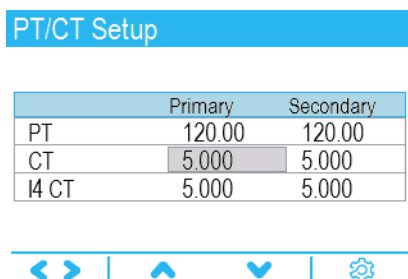 PT/CT Setup
Primary Secondary
PT 120.00 120.00
CT 5.000 5.000
I4 CT 5.000 5.000